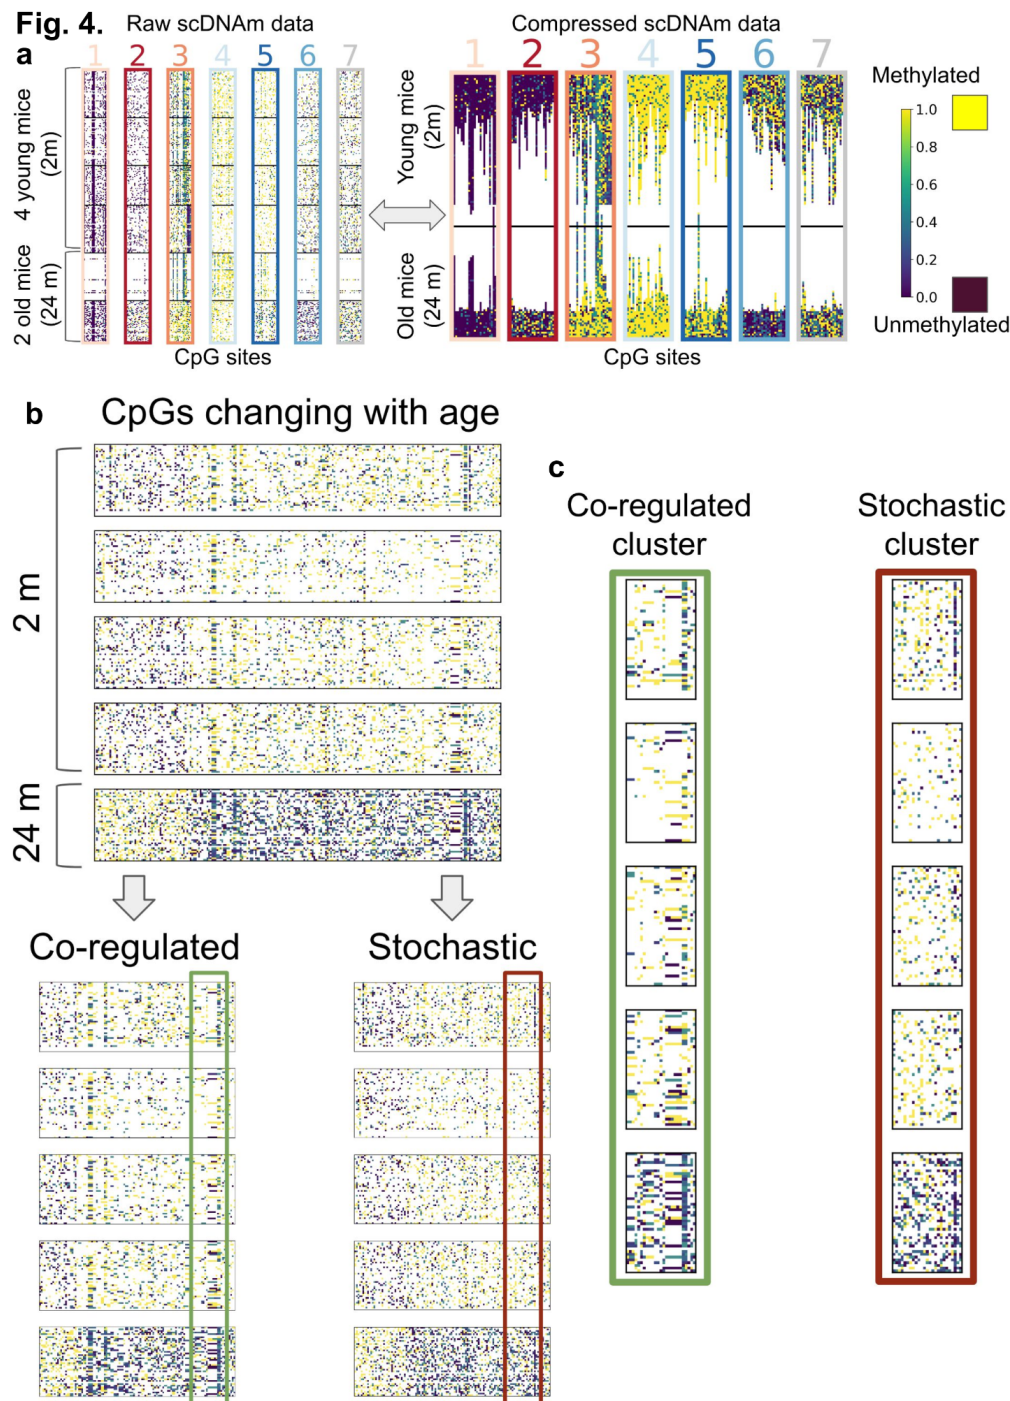 Fig. 4.
Raw scDNAm data
Compressed scDNAm data
a
1 2 3 4 5 6 7
1 2 3 4 5 6 7
4 young mice
(2m)
2 old mice
(24 m)
CpG sites
Young mice
(2m)
Old mice
(24 m)
CpG sites
Methylated
1.0
0.8
0.6
0.4
0.2
0.0
Unmethylated
b
CpGs changing with age
2 m
24 m
Co-regulated
Stochastic
c
Co-regulated
cluster
Stochastic
cluster